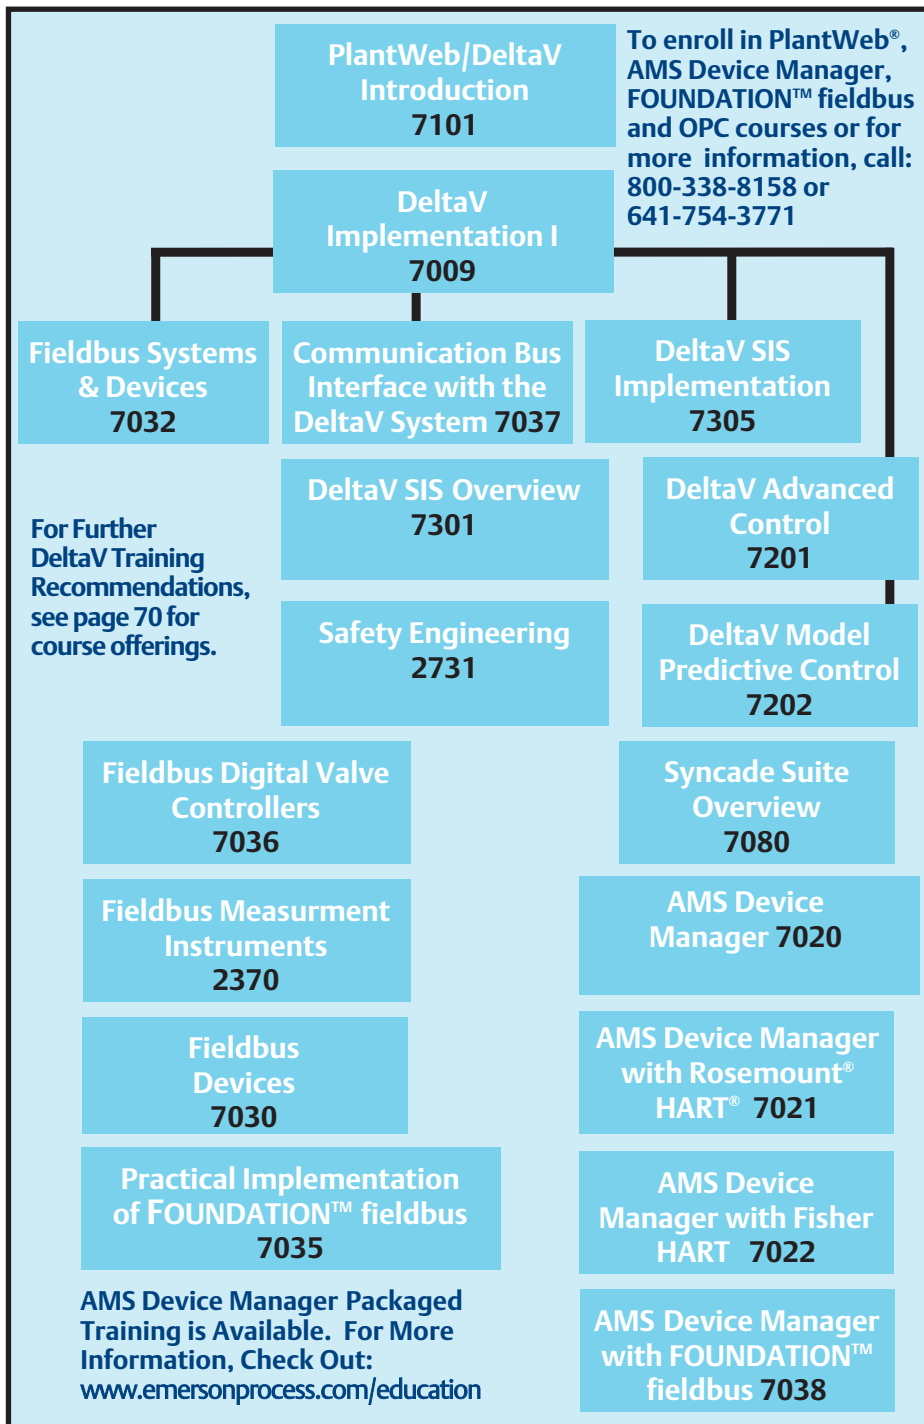 PlantWeb/DeltaV
Introduction
7101
To enroll in PlantWeb®,
AMS Device Manager,
FOUNDATION™ fieldbus
and OPC courses or for
more information, call:
800-338-8158 or
641-754-3771
DeltaV
Implementation I
7009
Fieldbus Systems
& Devices
7032
Communication Bus
Interface with the
DeltaV System 7037
DeltaV SIS
Implementation
7305
DeltaV SIS Overview
7301
DeltaV Advanced
Control
7201
For Further
DeltaV Training
Recommendations,
see page 70 for
course offerings.
Safety Engineering
2731
DeltaV Model
Predictive Control
7202
Fieldbus Digital Valve
Controllers
7036
Syncade Suite
Overview
7080
Fieldbus Measurment
Instruments
2370
AMS Device
Manager 7020
Fieldbus
Devices
7030
AMS Device Manager
with Rosemount®
HART® 7021
Practical Implementation
of FOUNDATION™ fieldbus
7035
AMS Device
Manager with Fisher
HART 7022
AMS Device Manager Packaged
Training is Available. For More
Information, Check Out:
www.emersonprocess.com/education
AMS Device Manager
with FOUNDATION™
fieldbus 7038